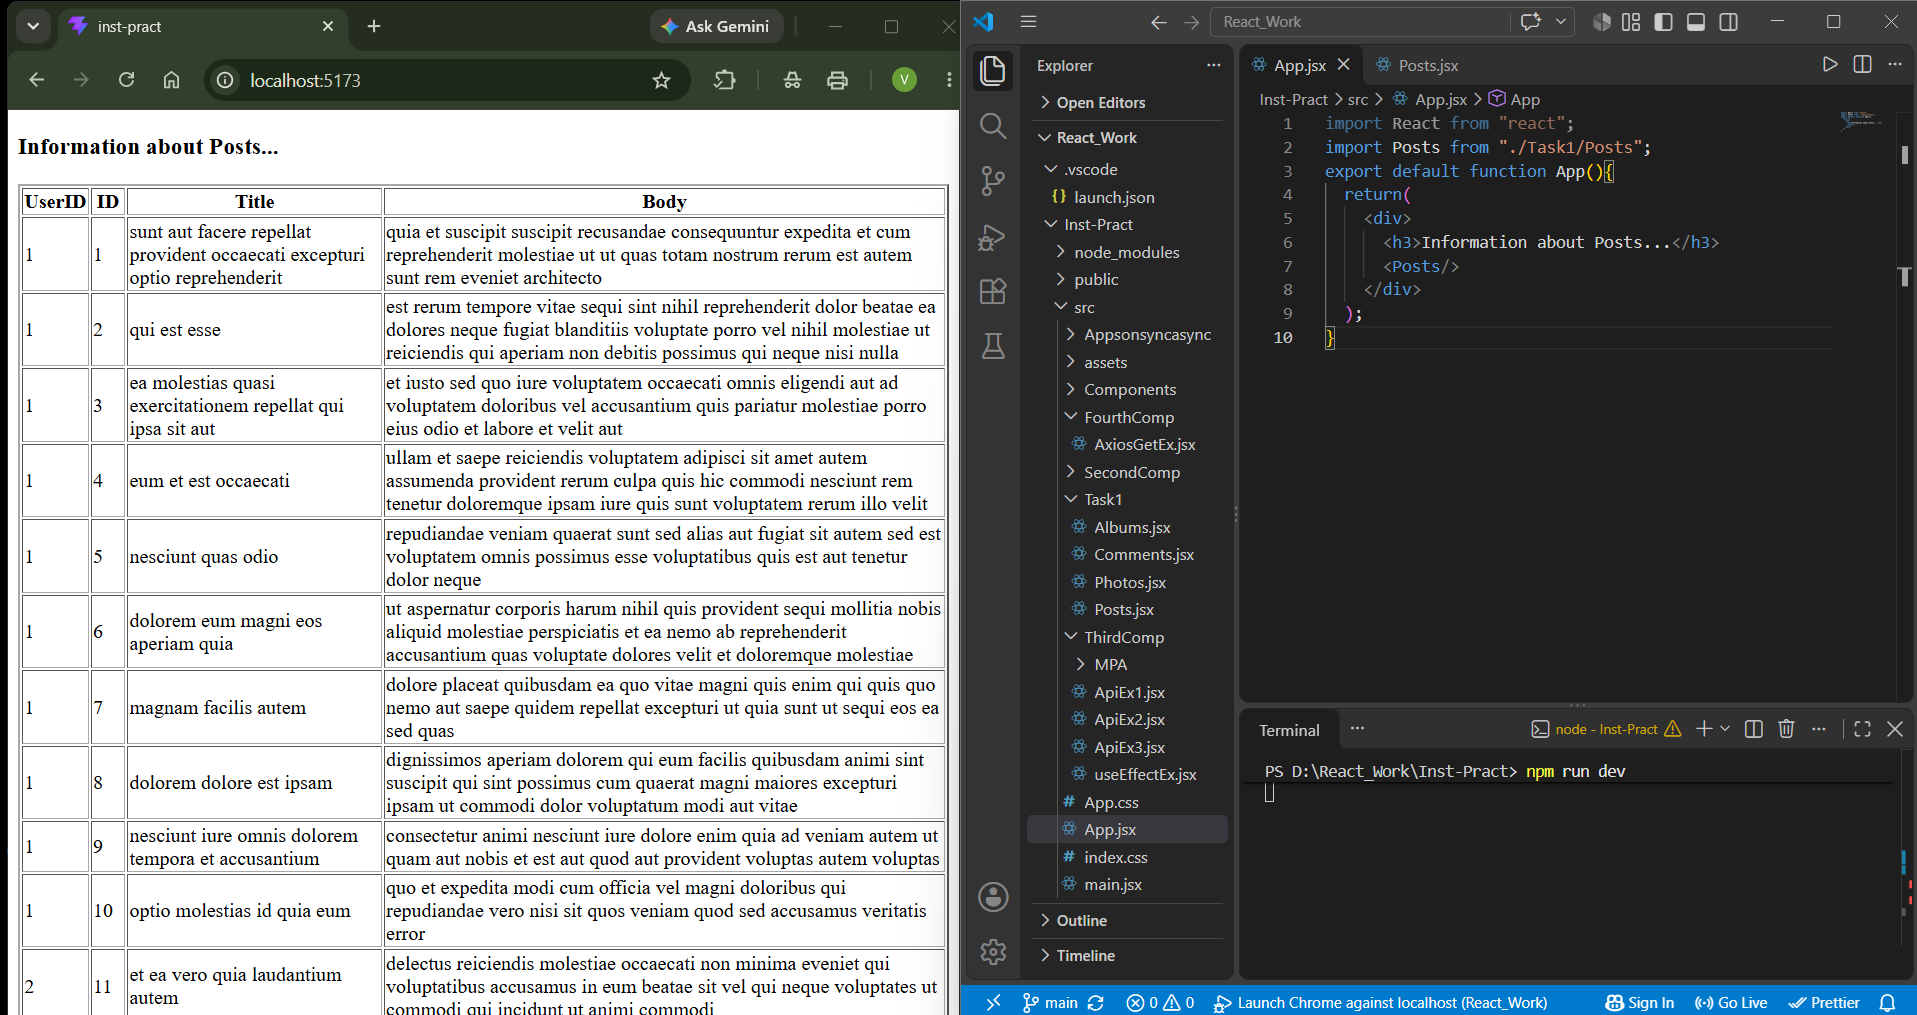 inst-pract
Ask Gemini
localhost:5173
V
Information about Posts...
UserID ID Title Body
1 1 sunt aut facere repellat provident occaecati excepturi optio reprehenderit quia et suscipit suscipit recusandae consequuntur expedita et cum reprehenderit molestiae ut ut quas totam nostrum rerum est autem sunt rem eveniet architecto
1 2 qui est esse est rerum tempore vitae sequi sint nihil reprehenderit dolor beatae ea dolores neque fugiat blanditiis voluptate porro vel nihil molestiae ut reiciendis qui aperiam non debitis possimus qui neque nisi nulla
1 3 ea molestias quasi exercitationem repellat qui ipsa sit aut et iusto sed quo iure voluptatem occaecati omnis eligendi aut ad voluptatem doloribus vel accusantium quis pariatur molestiae porro eius odio et labore et velit aut
1 4 eum et est occaecati ullam et saepe reiciendis voluptatem adipisci sit amet autem assumenda provident rerum culpa quis hic commodi nesciunt rem tenetur doloremque ipsam iure quis sunt voluptatem rerum illo velit
1 5 nesciunt quas odio repudiandae veniam quaerat sunt sed alias aut fugiat sit autem sed est voluptatem omnis possimus esse voluptatibus quis est aut tenetur dolor neque
1 6 dolorem eum magni eos aperiam quia ut aspernatur corporis harum nihil quis provident sequi mollitia nobis aliquid molestiae perspiciatis et ea nemo ab reprehenderit accusantium quas voluptate dolores velit et doloremque molestiae
1 7 magnam facilis autem dolore placeat quibusdam ea quo vitae magni quis enim qui quis quo nemo aut saepe quidem repellat excepturi ut quia sunt ut sequi eos ea sed quas
1 8 dolorem dolore est ipsam dignissimos aperiam dolorem qui eum facilis quibusdam animi sint suscipit qui sint possimus cum quaerat magni maiores excepturi ipsam ut commodi dolor voluptatum modi aut vitae
1 9 nesciunt iure omnis dolorem tempora et accusantium consectetur animi nesciunt iure dolore enim quia ad veniam autem ut quam aut nobis et est aut quod aut provident voluptas autem voluptas
1 10 optio molestias id quia eum quo et expedita modi cum officia vel magni doloribus qui repudiandae vero nisi sit quos veniam quod sed accusamus veritatis error
2 11 et ea vero quia laudantium autem delectus reiciendis molestiae occaecati non minima eveniet qui voluptatibus accusamus in eum beatae sit vel qui neque voluptates ut commodi qui incidunt ut animi commodi
React_Work
Explorer
Open Editors
React_Work
.vscode
{} launch.json
Inst-Pract
node_modules
public
src
Appsonsyncasync
assets
Components
FourthComp
AxiosGetEx.jsx
SecondComp
Task1
Albums.jsx
Comments.jsx
Photos.jsx
Posts.jsx
ThirdComp
MPA
ApiEx1.jsx
ApiEx2.jsx
ApiEx3.jsx
useEffectEx.jsx
# App.css
App.jsx
# index.css
main.jsx
Outline
Timeline
App.jsx Posts.jsx
Inst-Pract > src > App.jsx > App
1 import React from "react";
2 import Posts from "./Task1/Posts";
3 export default function App(){
4 return(
5 <div>
6 <h3>Information about Posts...</h3>
7 <Posts/>
8 </div>
9 );
10 }
Terminal
node - Inst-Pract
PS D:\React_Work\Inst-Pract> npm run dev
main 0 0 Launch Chrome against localhost (React_Work) Sign In Go Live Prettier